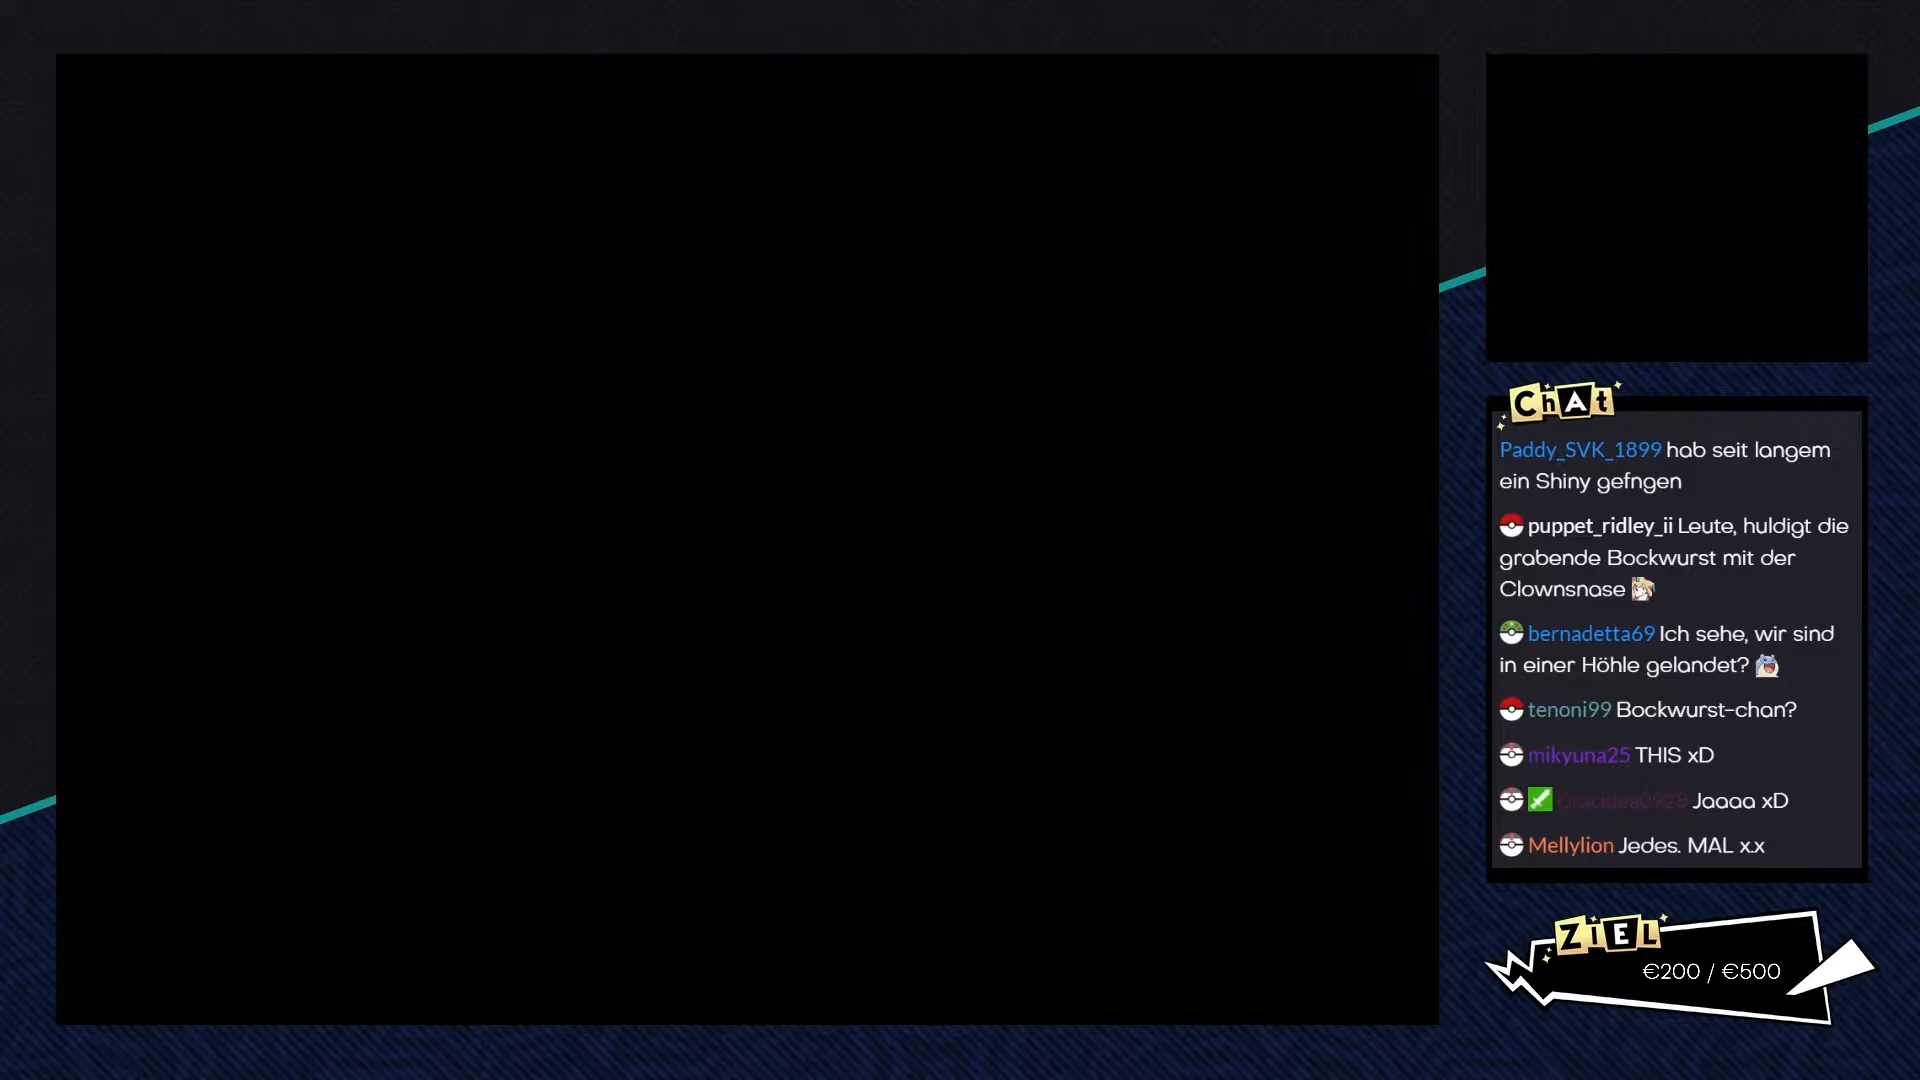 ChAt
Paddy_SVK_1899 hab seit langem
ein Shiny gefngen
puppet_ridley_ii Leute, huldigt die
grabende Bockwurst mit der
Clownsnase
bernadetta69 Ich sehe, wir sind
in einer Höhle gelandet?
tenoni99 Bockwurst-chan?
mikyuna25 THIS xD
Gracidea0928 Jaaaa xD
Mellylion Jedes. MAL x.x
ZiEL
€200 / €500